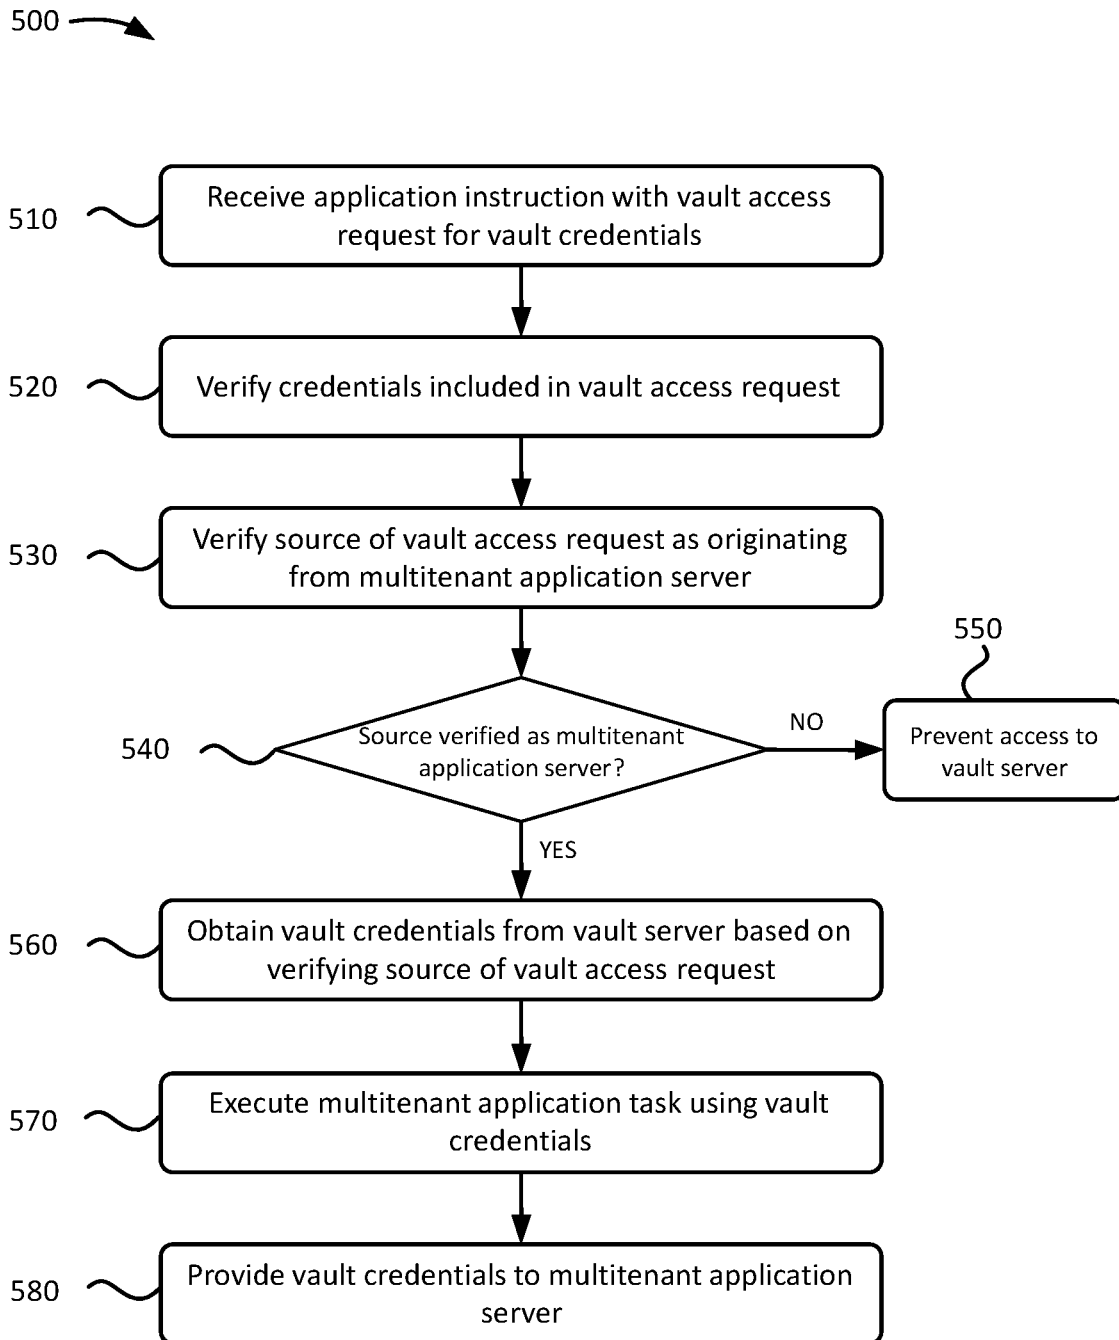 500
510
Receive application instruction with vault access
request for vault credentials
520
Verify credentials included in vault access request
530
Verify source of vault access request as originating
from multitenant application server
550
540
Source verified as multitenant
application server?
NO
Prevent access to
vault server
YES
560
Obtain vault credentials from vault server based on
verifying source of vault access request
570
Execute multitenant application task using vault
credentials
580
Provide vault credentials to multitenant application
server